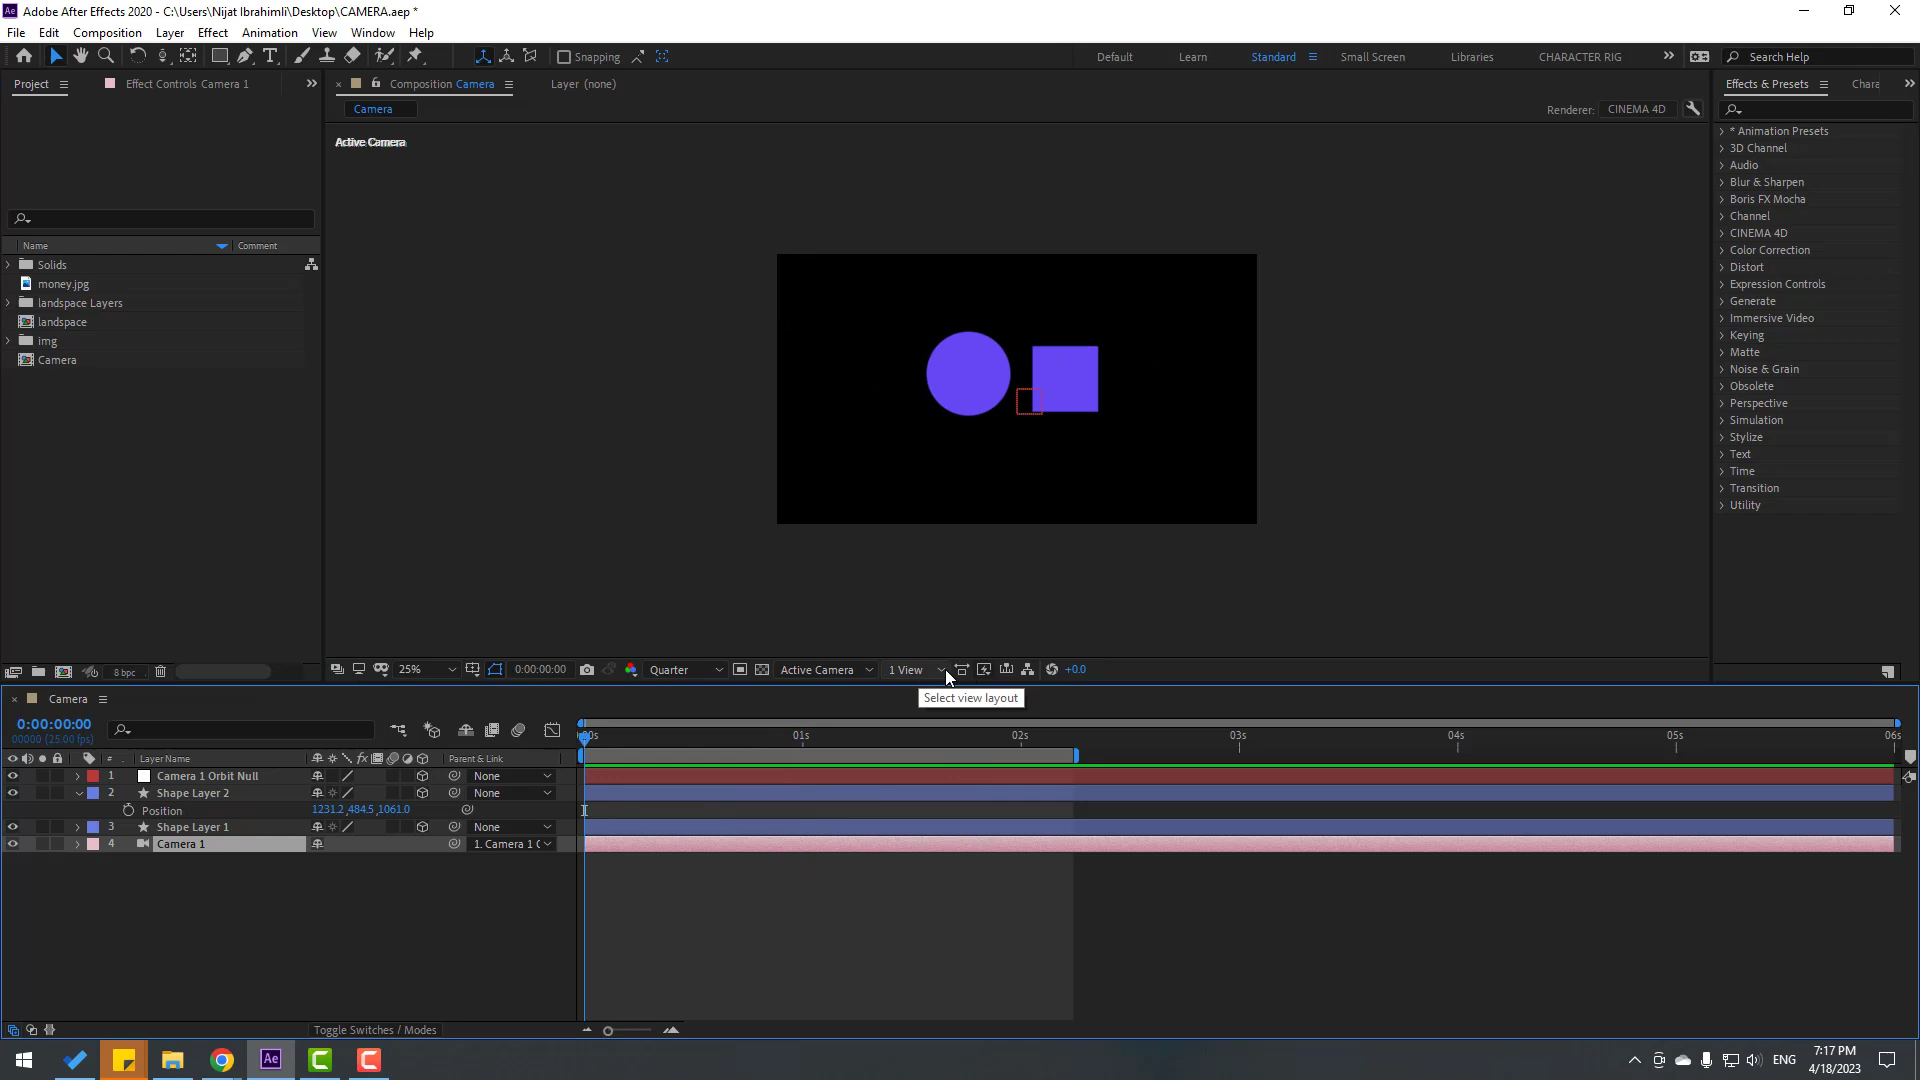 Adobe After Effects 2020 - C:\Users\Nijat Ibrahimli\Desktop\CAMERA.aep *
File Edit Composition Layer Effect Animation View Window Help
Snapping
Default Learn Standard Small Screen Libraries CHARACTER RIG Search Help
Project Effect Controls Camera 1
Composition Camera Layer (none)
Effects & Presets Chara
Camera
Renderer: CINEMA 4D
Active Camera
* Animation Presets
3D Channel
Audio
Blur & Sharpen
Boris FX Mocha
Channel
CINEMA 4D
Color Correction
Distort
Expression Controls
Generate
Immersive Video
Keying
Matte
Noise & Grain
Obsolete
Perspective
Simulation
Stylize
Text
Time
Transition
Utility
Name Comment
Solids
money.jpg
landspace Layers
landspace
img
Camera
8 bpc
25% 0:00:00:00 Quarter Active Camera 1 View +0.0
Select view layout
Camera
0:00:00:00
00000 (25.00 fps)
:00s 01s 02s 03s 04s 05s 06s
# Layer Name fx Parent & Link
1 Camera 1 Orbit Null None
2 Shape Layer 2 None
Position 1231.2,484.5,1061.0
3 Shape Layer 1 None
4 Camera 1 1. Camera 1 C
Toggle Switches / Modes
Ae
ENG
7:17 PM
4/18/2023